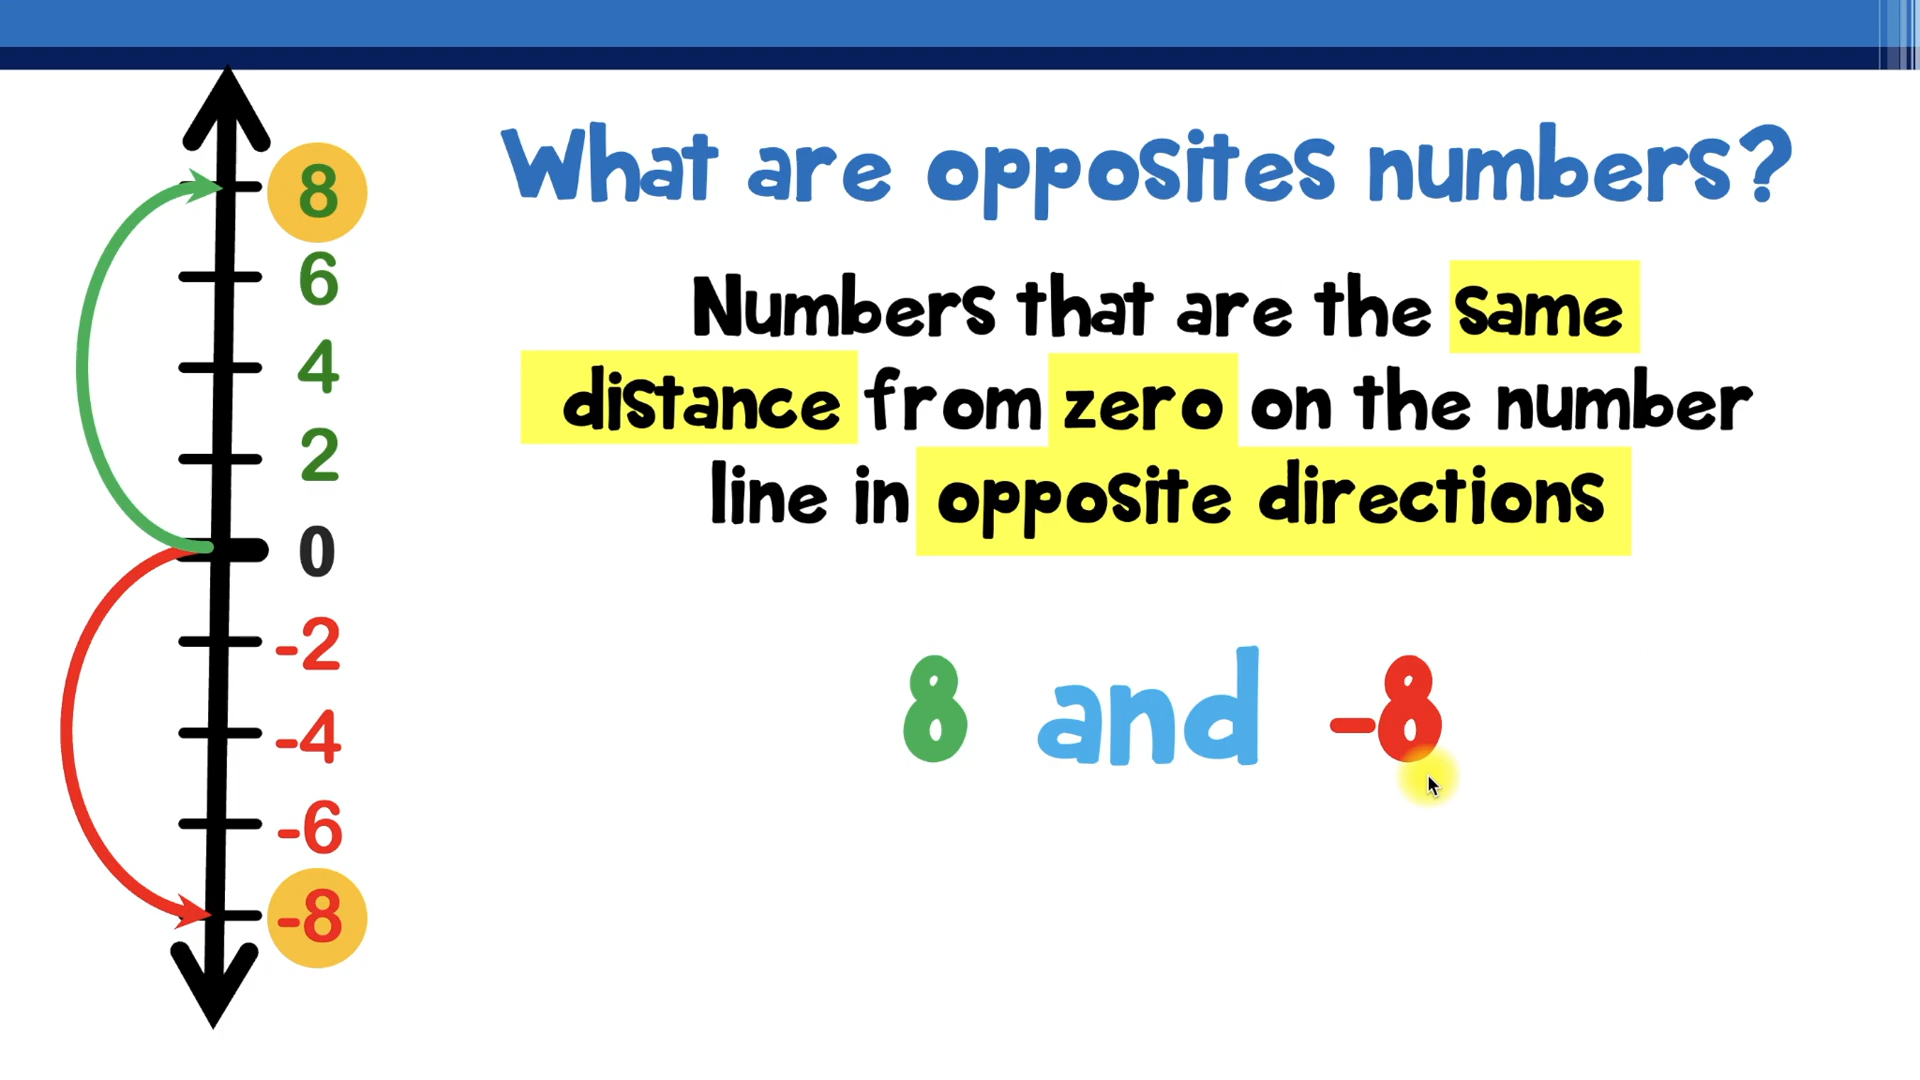 What are opposites numbers?
Numbers that are the same
distance from zero on the number
line in opposite directions
8 and -8
8
6
4
2
0
-2
-4
-6
-8